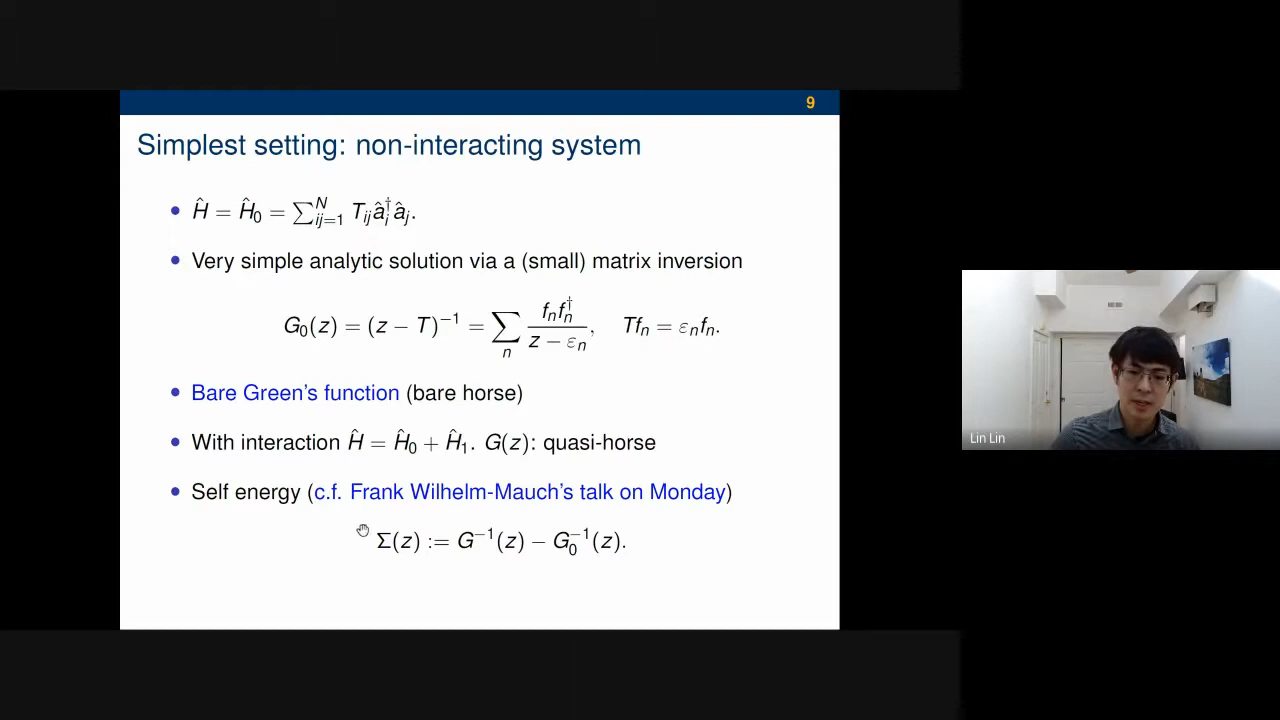 9
Simplest setting: non-interacting system
• Ĥ = Ĥ₀ = ∑ᴺᵢⱼ₌₁ Tᵢⱼâᵢ†âⱼ.
• Very simple analytic solution via a (small) matrix inversion
G₀(z) = (z − T)⁻¹ = ∑ₙ fₙfₙ† / (z − εₙ), Tfₙ = εₙfₙ.
• Bare Green's function (bare horse)
• With interaction Ĥ = Ĥ₀ + Ĥ₁. G(z): quasi-horse
• Self energy (c.f. Frank Wilhelm-Mauch's talk on Monday)
Σ(z) := G⁻¹(z) − G₀⁻¹(z).
Lin Lin